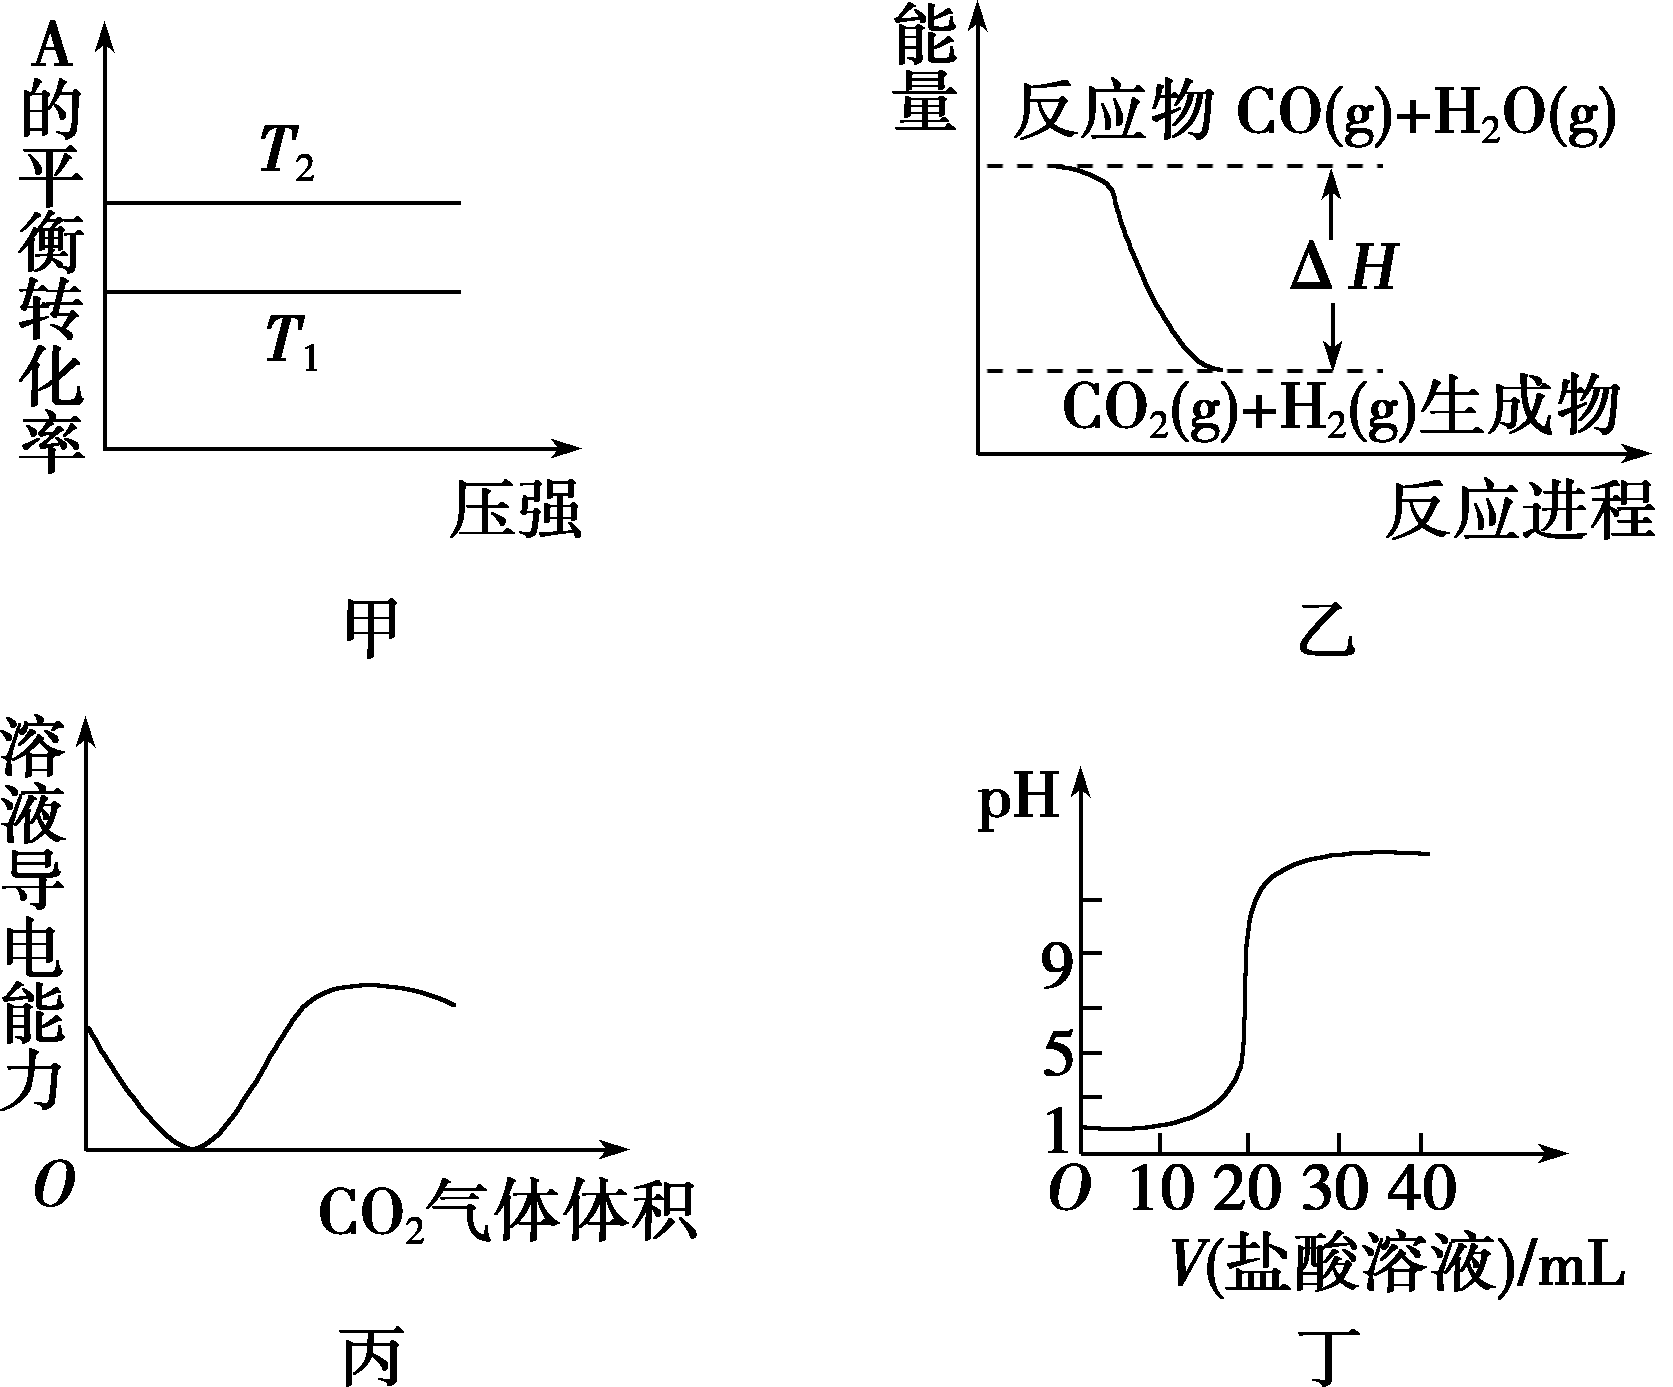 A的平衡转化率
T2
T1
压强
甲
能量
反应物 CO(g)+H2O(g)
Δ H
CO2(g)+H2(g)生成物
反应进程
乙
溶液导电能力
O
CO2气体体积
丙
pH
9
5
1
O 10 20 30 40
V(盐酸溶液)/mL
丁